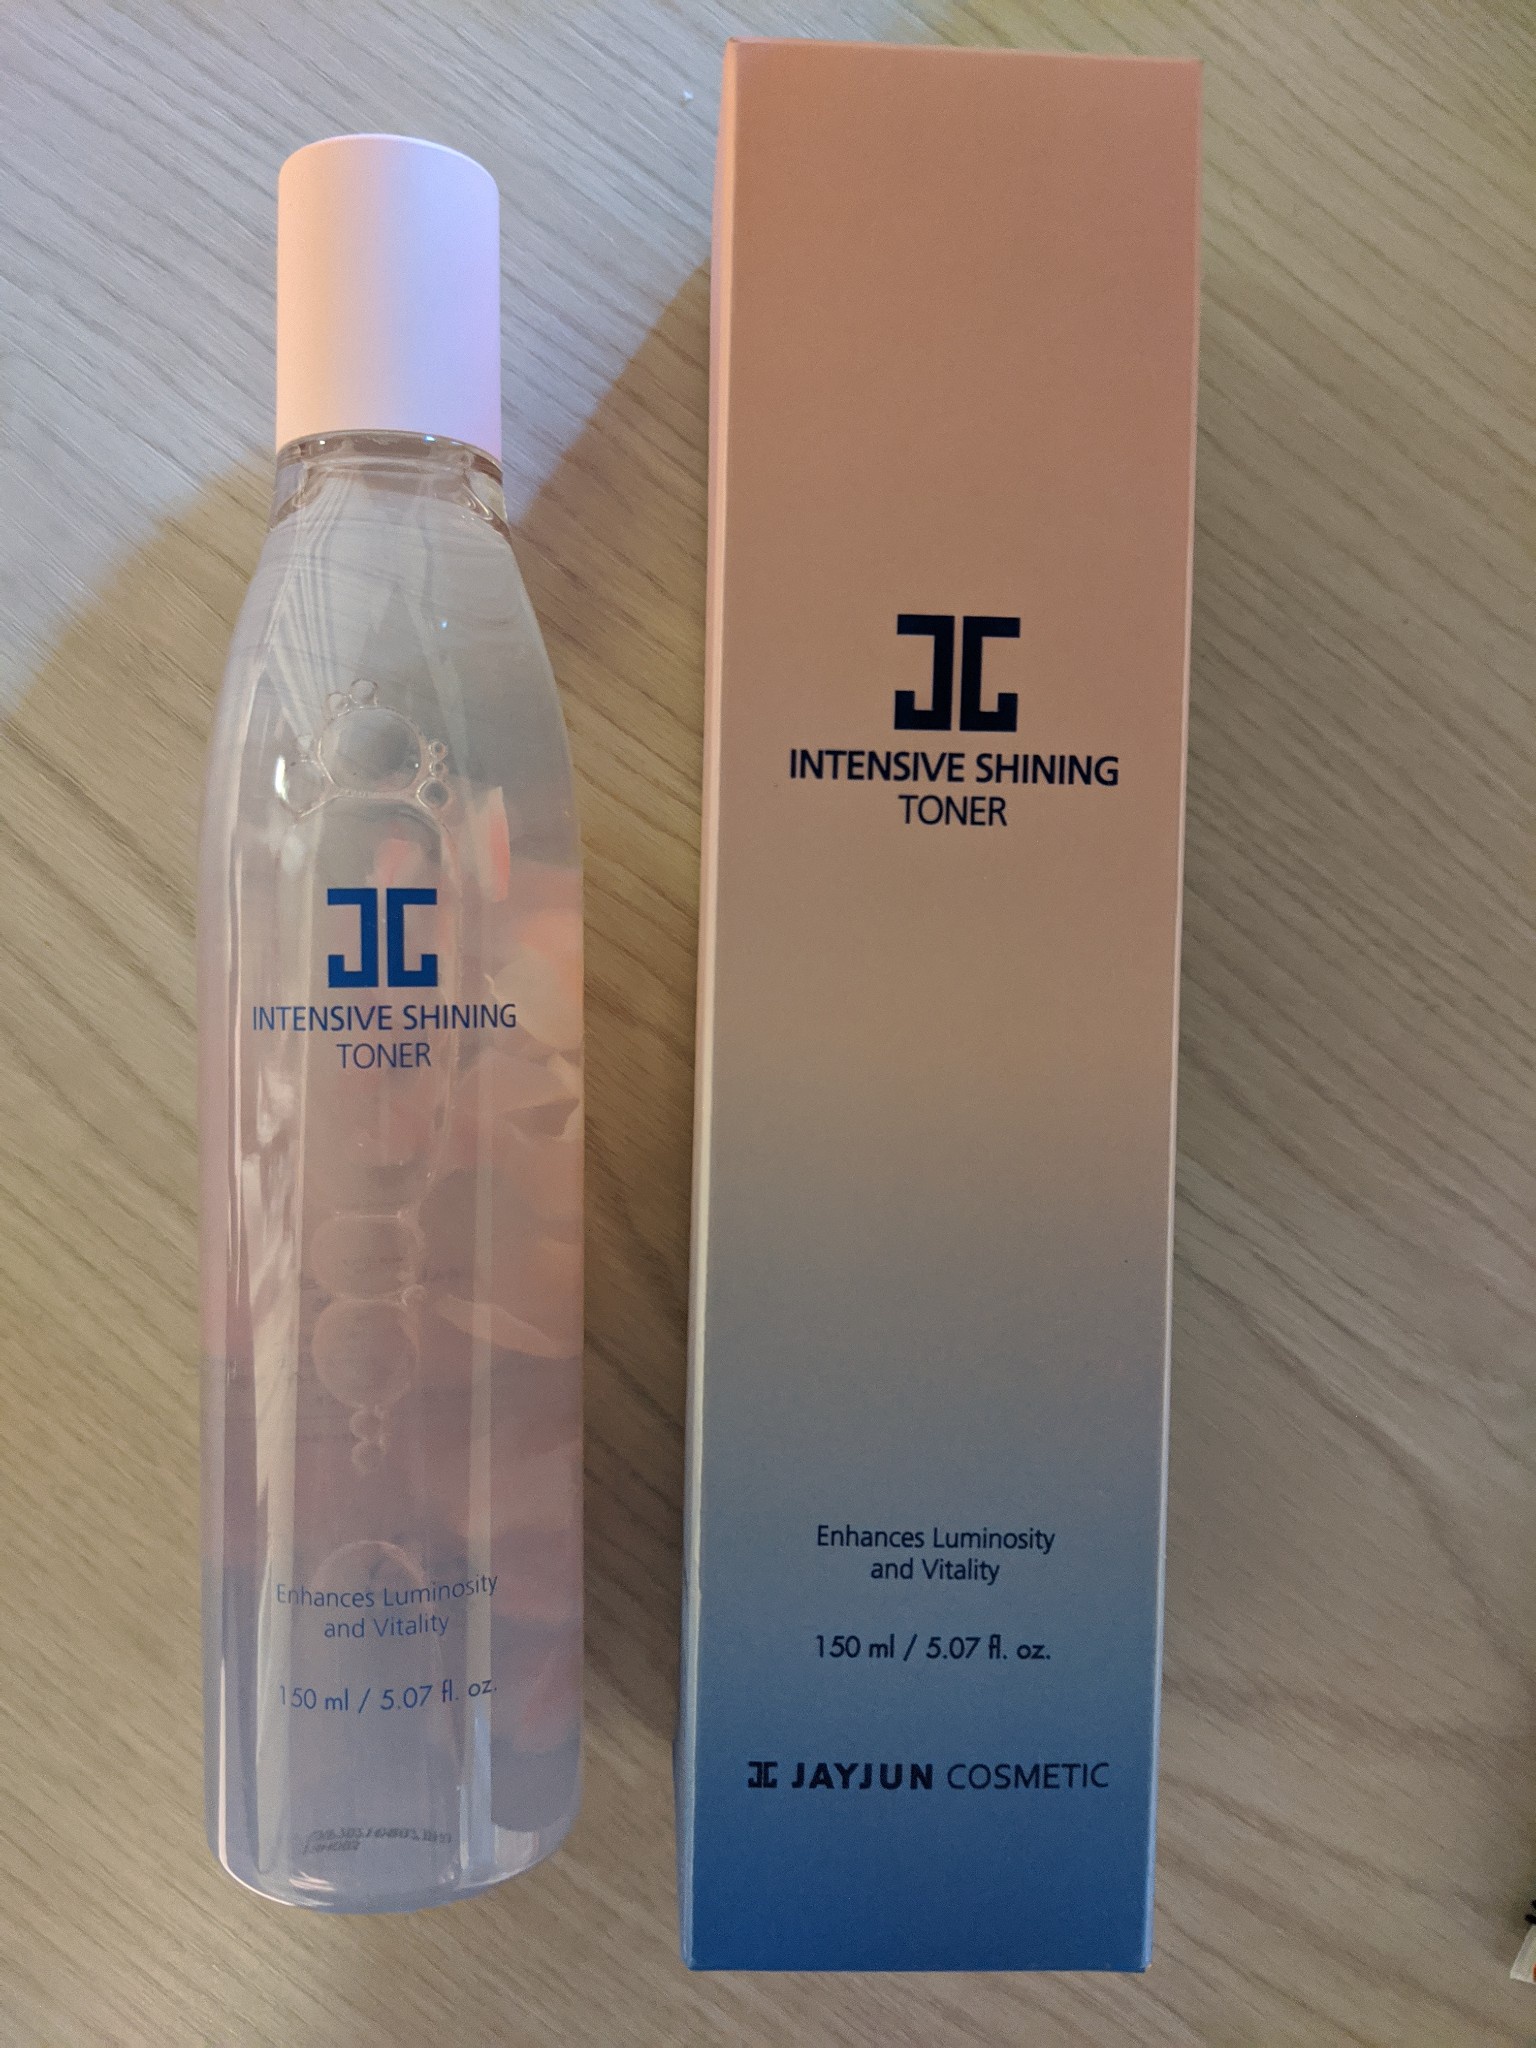 INTENSIVE SHINING
TONER
Enhances Luminosity
and Vitality
150 ml / 5.07 fl. oz.
INTENSIVE SHINING
TONER
Enhances Luminosity
and Vitality
150 ml / 5.07 fl. oz.
JAYJUN COSMETIC